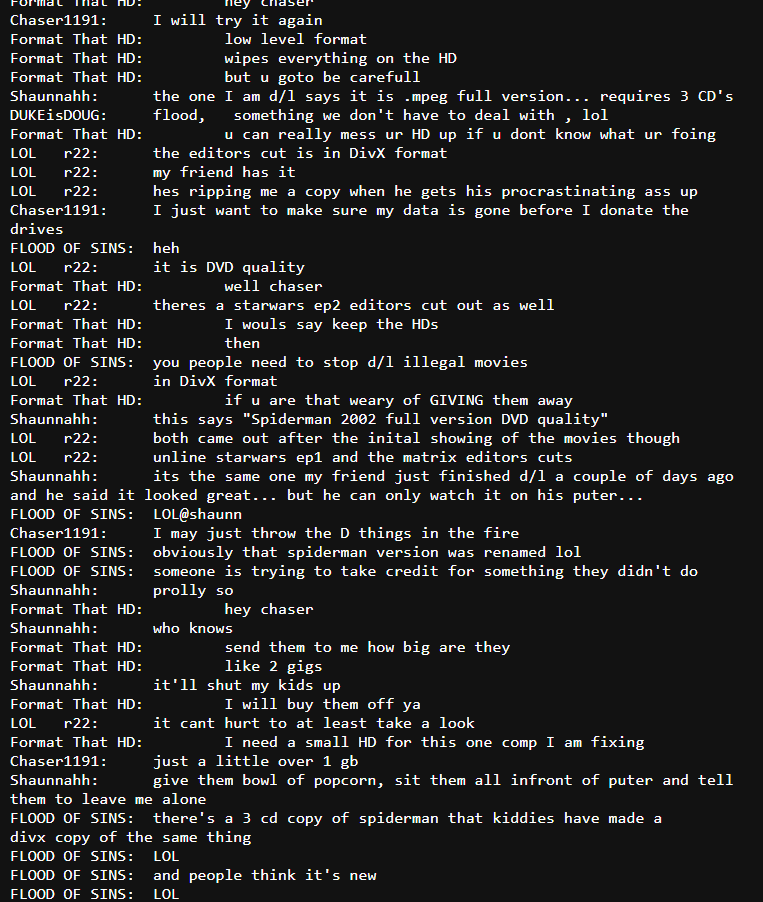 Format That HD: hey chaser
Chaser1191: I will try it again
Format That HD: low level format
Format That HD: wipes everything on the HD
Format That HD: but u goto be carefull
Shaunnahh: the one I am d/l says it is .mpeg full version... requires 3 CD's
DUKEisDOUG: flood, something we don't have to deal with , lol
Format That HD: u can really mess ur HD up if u dont know what ur foing
LOL r22: the editors cut is in DivX format
LOL r22: my friend has it
LOL r22: hes ripping me a copy when he gets his procrastinating ass up
Chaser1191: I just want to make sure my data is gone before I donate the
drives
FLOOD OF SINS: heh
LOL r22: it is DVD quality
Format That HD: well chaser
LOL r22: theres a starwars ep2 editors cut out as well
Format That HD: I wouls say keep the HDs
Format That HD: then
FLOOD OF SINS: you people need to stop d/l illegal movies
LOL r22: in DivX format
Format That HD: if u are that weary of GIVING them away
Shaunnahh: this says "Spiderman 2002 full version DVD quality"
LOL r22: both came out after the inital showing of the movies though
LOL r22: unline starwars ep1 and the matrix editors cuts
Shaunnahh: its the same one my friend just finished d/l a couple of days ago
and he said it looked great... but he can only watch it on his puter...
FLOOD OF SINS: LOL@shaunn
Chaser1191: I may just throw the D things in the fire
FLOOD OF SINS: obviously that spiderman version was renamed lol
FLOOD OF SINS: someone is trying to take credit for something they didn't do
Shaunnahh: prolly so
Format That HD: hey chaser
Shaunnahh: who knows
Format That HD: send them to me how big are they
Format That HD: like 2 gigs
Shaunnahh: it'll shut my kids up
Format That HD: I will buy them off ya
LOL r22: it cant hurt to at least take a look
Format That HD: I need a small HD for this one comp I am fixing
Chaser1191: just a little over 1 gb
Shaunnahh: give them bowl of popcorn, sit them all infront of puter and tell
them to leave me alone
FLOOD OF SINS: there's a 3 cd copy of spiderman that kiddies have made a
divx copy of the same thing
FLOOD OF SINS: LOL
FLOOD OF SINS: and people think it's new
FLOOD OF SINS: LOL